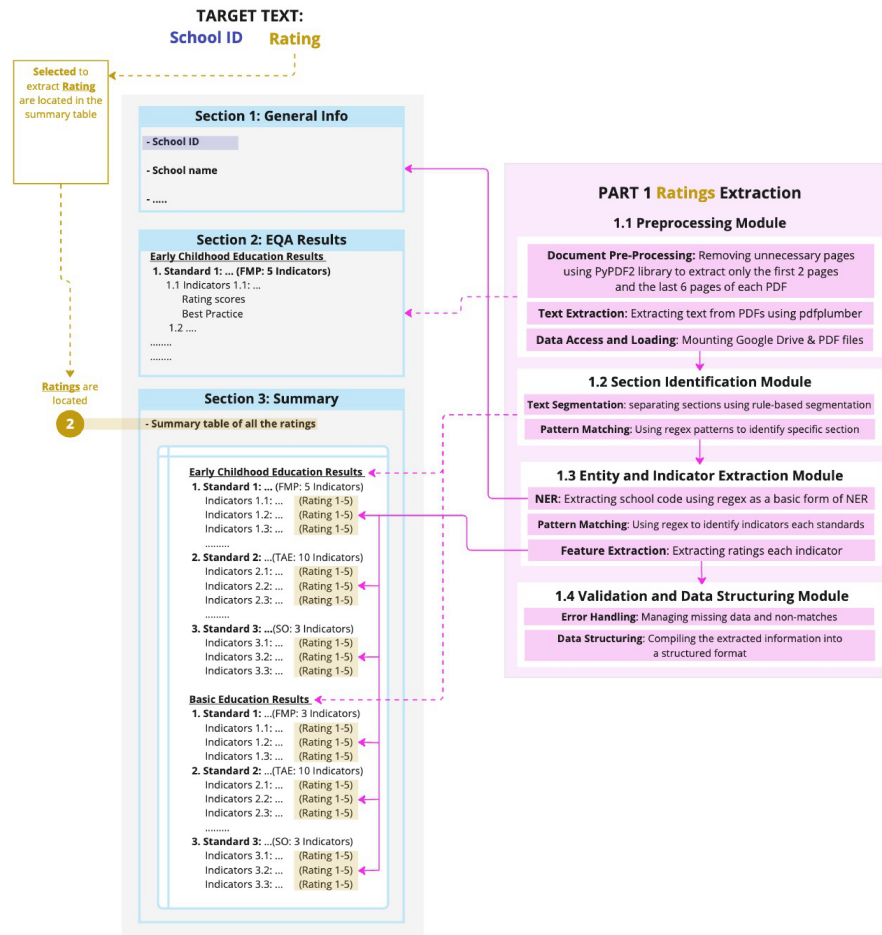 TARGET TEXT:
School ID Rating
Selected to
extract Rating
are located in the
summary table
Ratings are
located
2
Section 1: General Info
- School ID
- School name
- .....
Section 2: EQA Results
Early Childhood Education Results
1. Standard 1: ... (FMP: 5 Indicators)
1.1 Indicators 1.1: ...
Rating scores
Best Practice
1.2 ....
........
........
Section 3: Summary
- Summary table of all the ratings
Early Childhood Education Results
1. Standard 1: ... (FMP: 5 Indicators)
Indicators 1.1: ... (Rating 1-5)
Indicators 1.2: ... (Rating 1-5)
Indicators 1.3: ... (Rating 1-5)
.........
2. Standard 2: ...(TAE: 10 Indicators)
Indicators 2.1: ... (Rating 1-5)
Indicators 2.2: ... (Rating 1-5)
Indicators 2.3: ... (Rating 1-5)
.........
3. Standard 3: ...(SO: 3 Indicators)
Indicators 3.1: ... (Rating 1-5)
Indicators 3.2: ... (Rating 1-5)
Indicators 3.3: ... (Rating 1-5)
Basic Education Results
1. Standard 1: ...(FMP: 3 Indicators)
Indicators 1.1: ... (Rating 1-5)
Indicators 1.2: ... (Rating 1-5)
Indicators 1.3: ... (Rating 1-5)
2. Standard 2: ...(TAE: 10 Indicators)
Indicators 2.1: ... (Rating 1-5)
Indicators 2.2: ... (Rating 1-5)
Indicators 2.3: ... (Rating 1-5)
.........
3. Standard 3: ...(SO: 3 Indicators)
Indicators 3.1: ... (Rating 1-5)
Indicators 3.2: ... (Rating 1-5)
Indicators 3.3: ... (Rating 1-5)
PART 1 Ratings Extraction
1.1 Preprocessing Module
Document Pre-Processing: Removing unnecessary pages
using PyPDF2 library to extract only the first 2 pages
and the last 6 pages of each PDF
Text Extraction: Extracting text from PDFs using pdfplumber
Data Access and Loading: Mounting Google Drive & PDF files
1.2 Section Identification Module
Text Segmentation: separating sections using rule-based segmentation
Pattern Matching: Using regex patterns to identify specific section
1.3 Entity and Indicator Extraction Module
NER: Extracting school code using regex as a basic form of NER
Pattern Matching: Using regex to identify indicators each standards
Feature Extraction: Extracting ratings each indicator
1.4 Validation and Data Structuring Module
Error Handling: Managing missing data and non-matches
Data Structuring: Compiling the extracted information into
a structured format